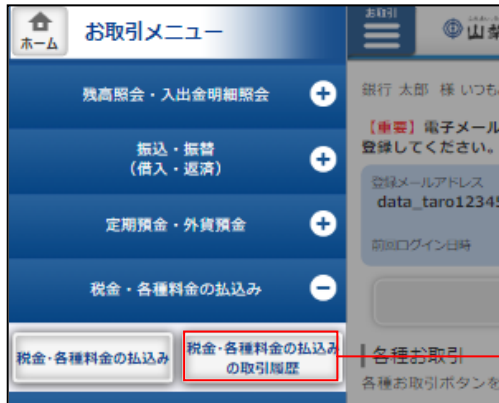 ホーム
お取引メニュー
残高照会・入出金明細照会
振込・振替
(借入・返済)
定期預金・外貨預金
税金・各種料金の払込み
税金・各種料金の払込み
税金・各種料金の払込み
の取引履歴
お取引
山梨
銀行 太郎 様 いつも
【重要】電子メール
登録してください。
登録メールアドレス
data_taro12345
前回ログイン日時
各種お取引
各種お取引ボタンを